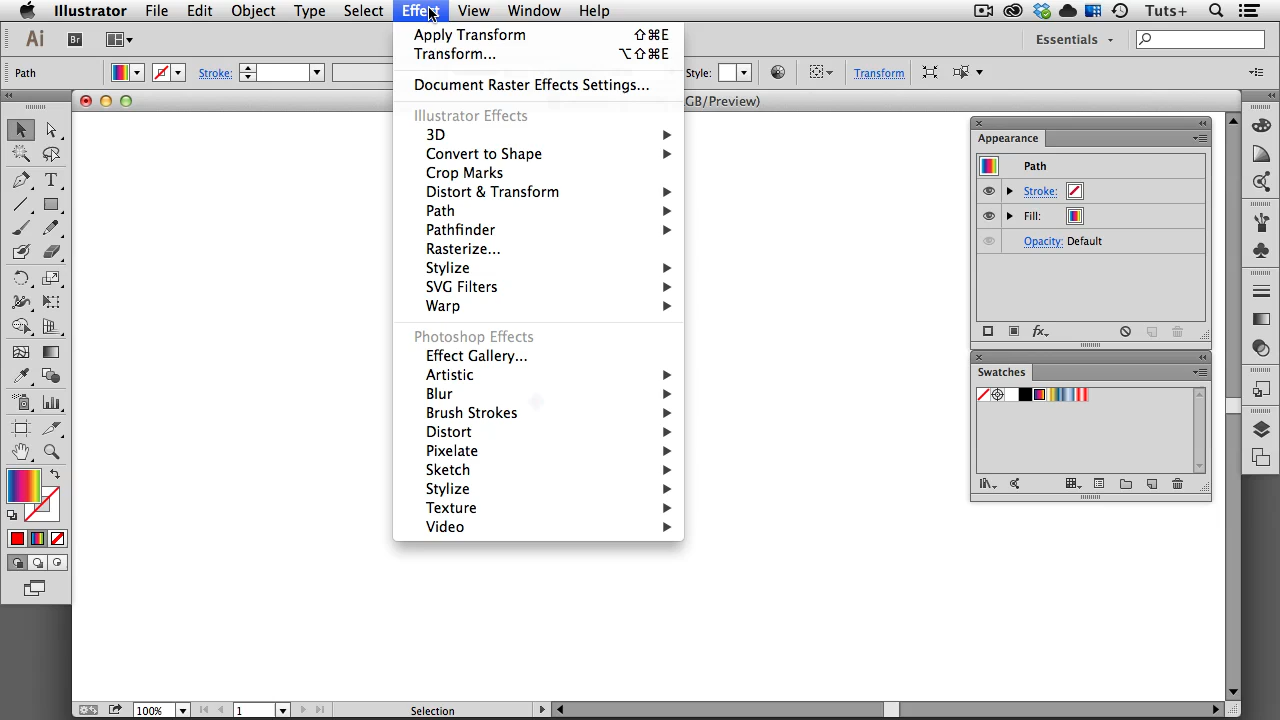 Illustrator File Edit Object Type Select Effect View Window Help Tuts+
Ai Br Essentials
Path Stroke: Style: Transform
GB/Preview)
Apply Transform ⇧⌘E
Transform... ⌥⇧⌘E
Document Raster Effects Settings...
Illustrator Effects
3D
Convert to Shape
Crop Marks
Distort & Transform
Path
Pathfinder
Rasterize...
Stylize
SVG Filters
Warp
Photoshop Effects
Effect Gallery...
Artistic
Blur
Brush Strokes
Distort
Pixelate
Sketch
Stylize
Texture
Video
Appearance
Path
Stroke:
Fill:
Opacity: Default
fx
Swatches
100% 1 Selection